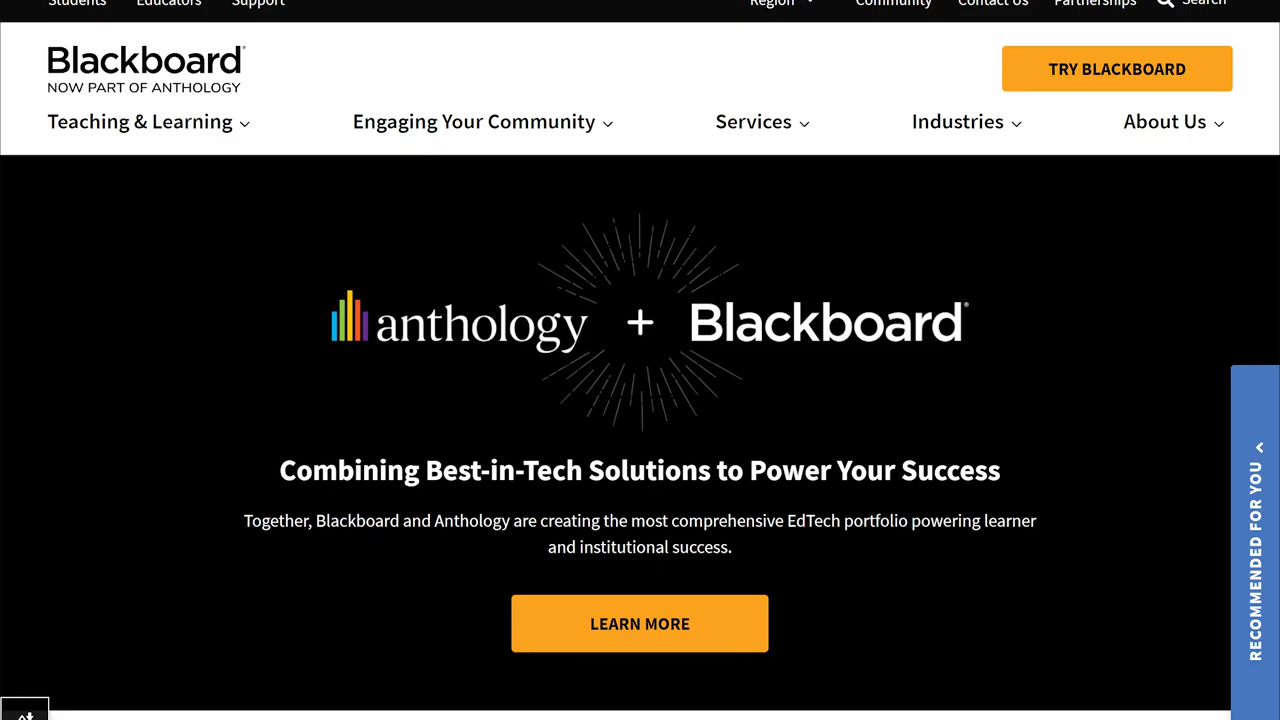 Students Educators Support Region Community Contact Us Partnerships Search
Blackboard®
NOW PART OF ANTHOLOGY
TRY BLACKBOARD
Teaching & Learning Engaging Your Community Services Industries About Us
anthology + Blackboard®
Combining Best-in-Tech Solutions to Power Your Success
Together, Blackboard and Anthology are creating the most comprehensive EdTech portfolio powering learner
and institutional success.
LEARN MORE
RECOMMENDED FOR YOU